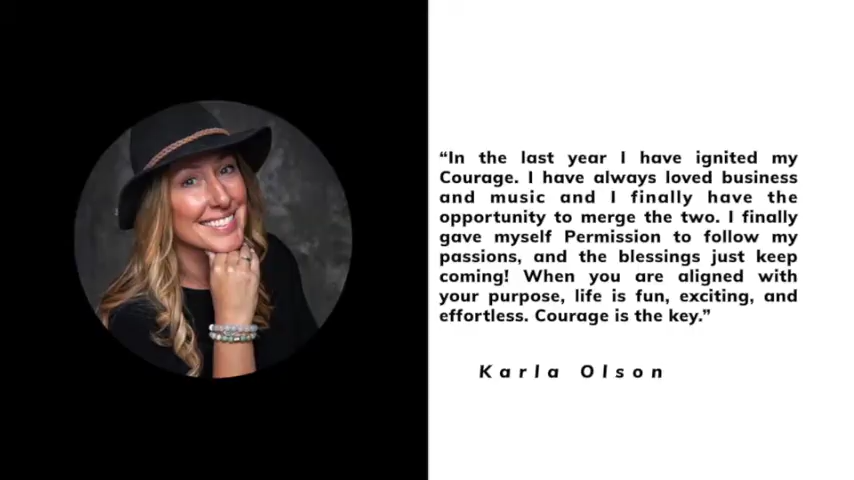 “In the last year I have ignited my
Courage. I have always loved business
and music and I finally have the
opportunity to merge the two. I finally
gave myself Permission to follow my
passions, and the blessings just keep
coming! When you are aligned with
your purpose, life is fun, exciting, and
effortless. Courage is the key.”
Karla Olson